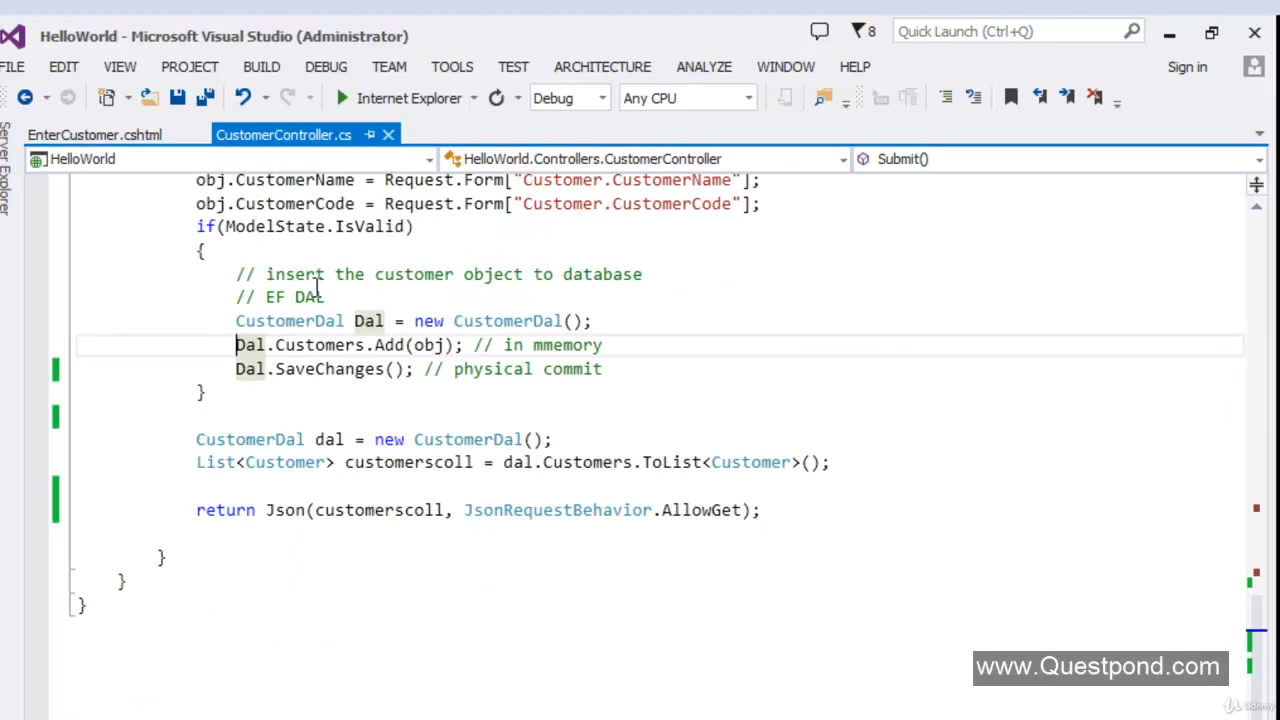 HelloWorld - Microsoft Visual Studio (Administrator)
8
Quick Launch (Ctrl+Q)
FILE EDIT VIEW PROJECT BUILD DEBUG TEAM TOOLS TEST ARCHITECTURE ANALYZE WINDOW HELP Sign in
Internet Explorer Debug Any CPU
Server Explorer
EnterCustomer.cshtml CustomerController.cs
HelloWorld HelloWorld.Controllers.CustomerController Submit()
obj.CustomerName = Request.Form["Customer.CustomerName"];
obj.CustomerCode = Request.Form["Customer.CustomerCode"];
if(ModelState.IsValid)
{
// insert the customer object to database
// EF DAL
CustomerDal Dal = new CustomerDal();
Dal.Customers.Add(obj); // in mmemory
Dal.SaveChanges(); // physical commit
}
CustomerDal dal = new CustomerDal();
List<Customer> customerscoll = dal.Customers.ToList<Customer>();
return Json(customerscoll, JsonRequestBehavior.AllowGet);
}
}
}
www.Questpond.com
Udemy